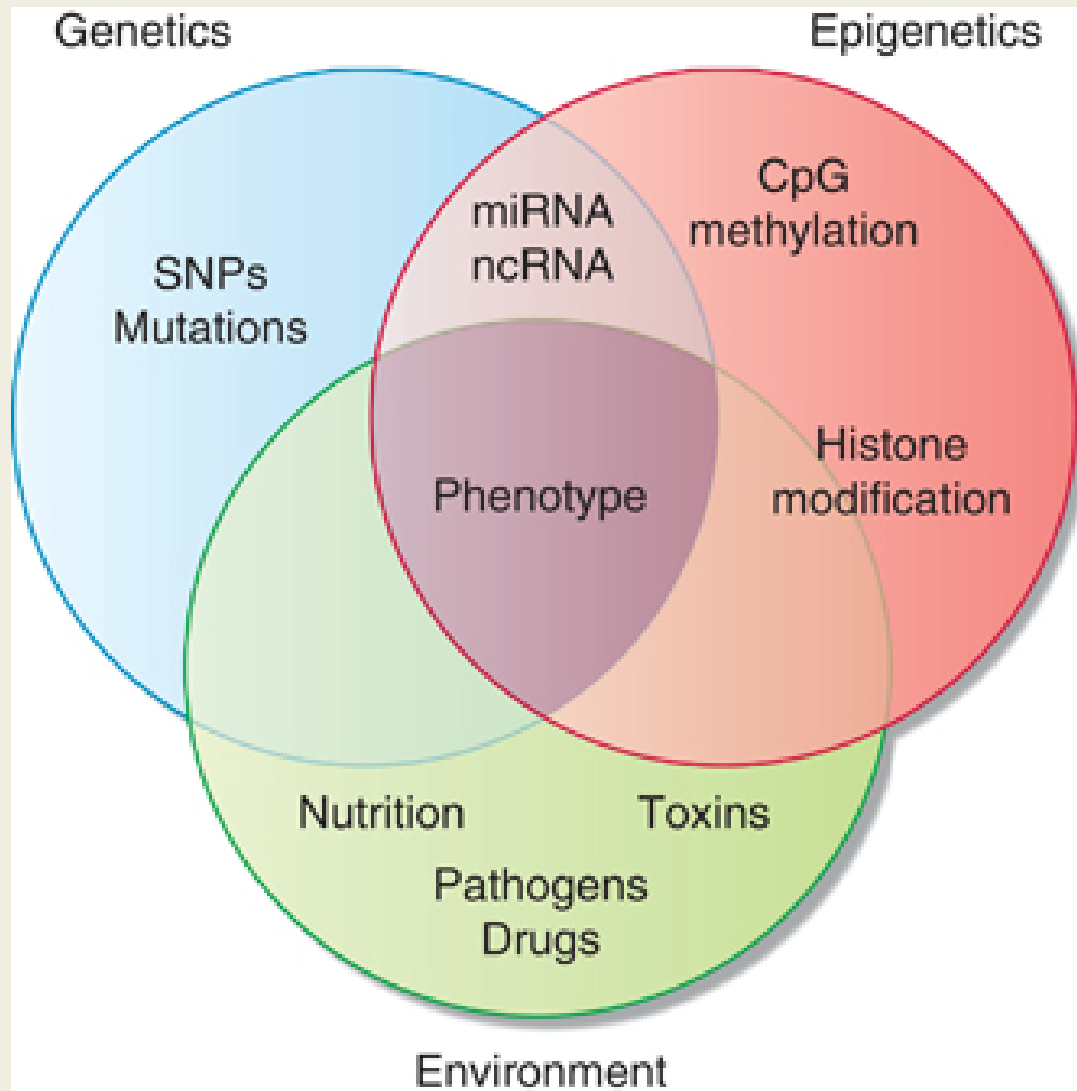 Genetics
Epigenetics
CpG
methylation
miRNA
ncRNA
SNPs
Mutations
Histone
modification
Phenotype
Nutrition
Toxins
Pathogens
Drugs
Environment